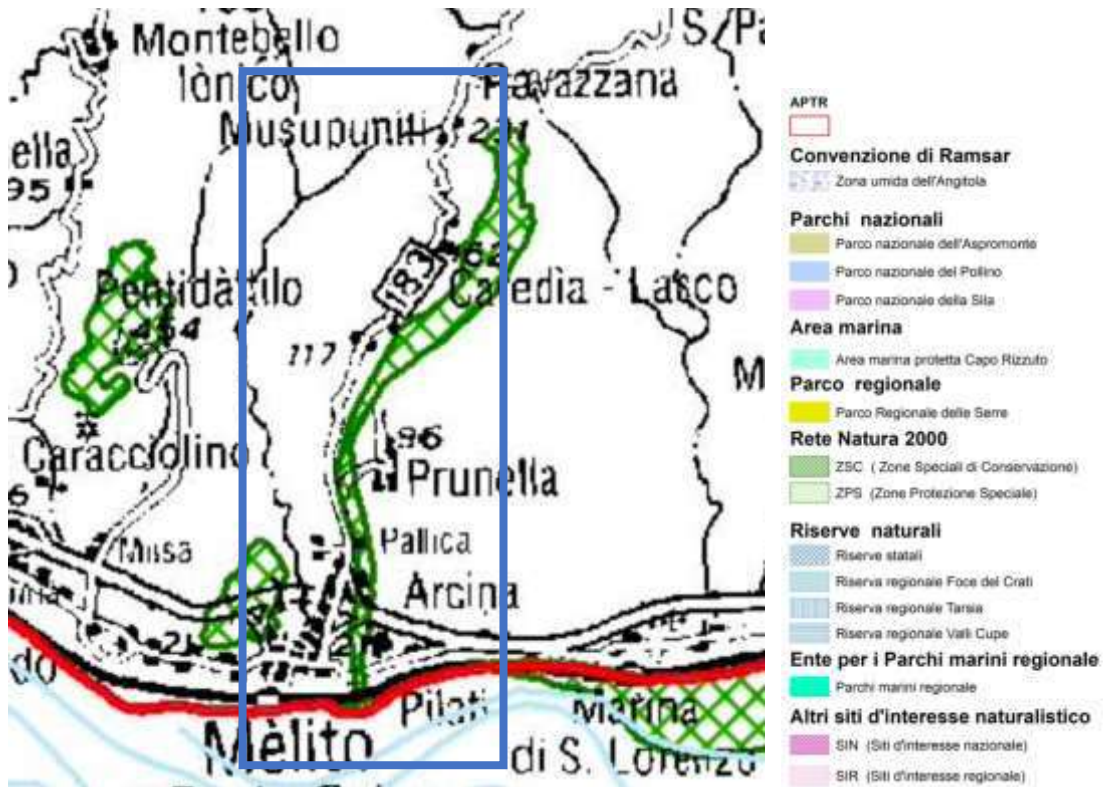 Montebello
Iònico
Ravazzana
Musupuniti
ella
95
Pentidàttilo
183
Lasco
454
117
M
96
Caracciolino
Prunella
Pallica
Arcina
do
Pilati
Marina
Mèlito
di S. Lorenzo
APTR
Convenzione di Ramsar
Zona umida dell'Angitola
Parchi nazionali
Parco nazionale dell'Aspromonte
Parco nazionale del Pollino
Parco nazionale della Sila
Area marina
Area marina protetta Capo Rizzuto
Parco regionale
Parco Regionale delle Serre
Rete Natura 2000
ZSC ( Zone Speciali di Conservazione)
ZPS (Zone Protezione Speciale)
Riserve naturali
Riserve statali
Riserva regionale Foce del Crati
Riserva regionale Tarsia
Riserva regionale Valli Cupe
Ente per i Parchi marini regionale
Parchi marini regionale
Altri siti d'interesse naturalistico
SIN (Siti d'interesse nazionale)
SIR (Siti d'interesse regionale)